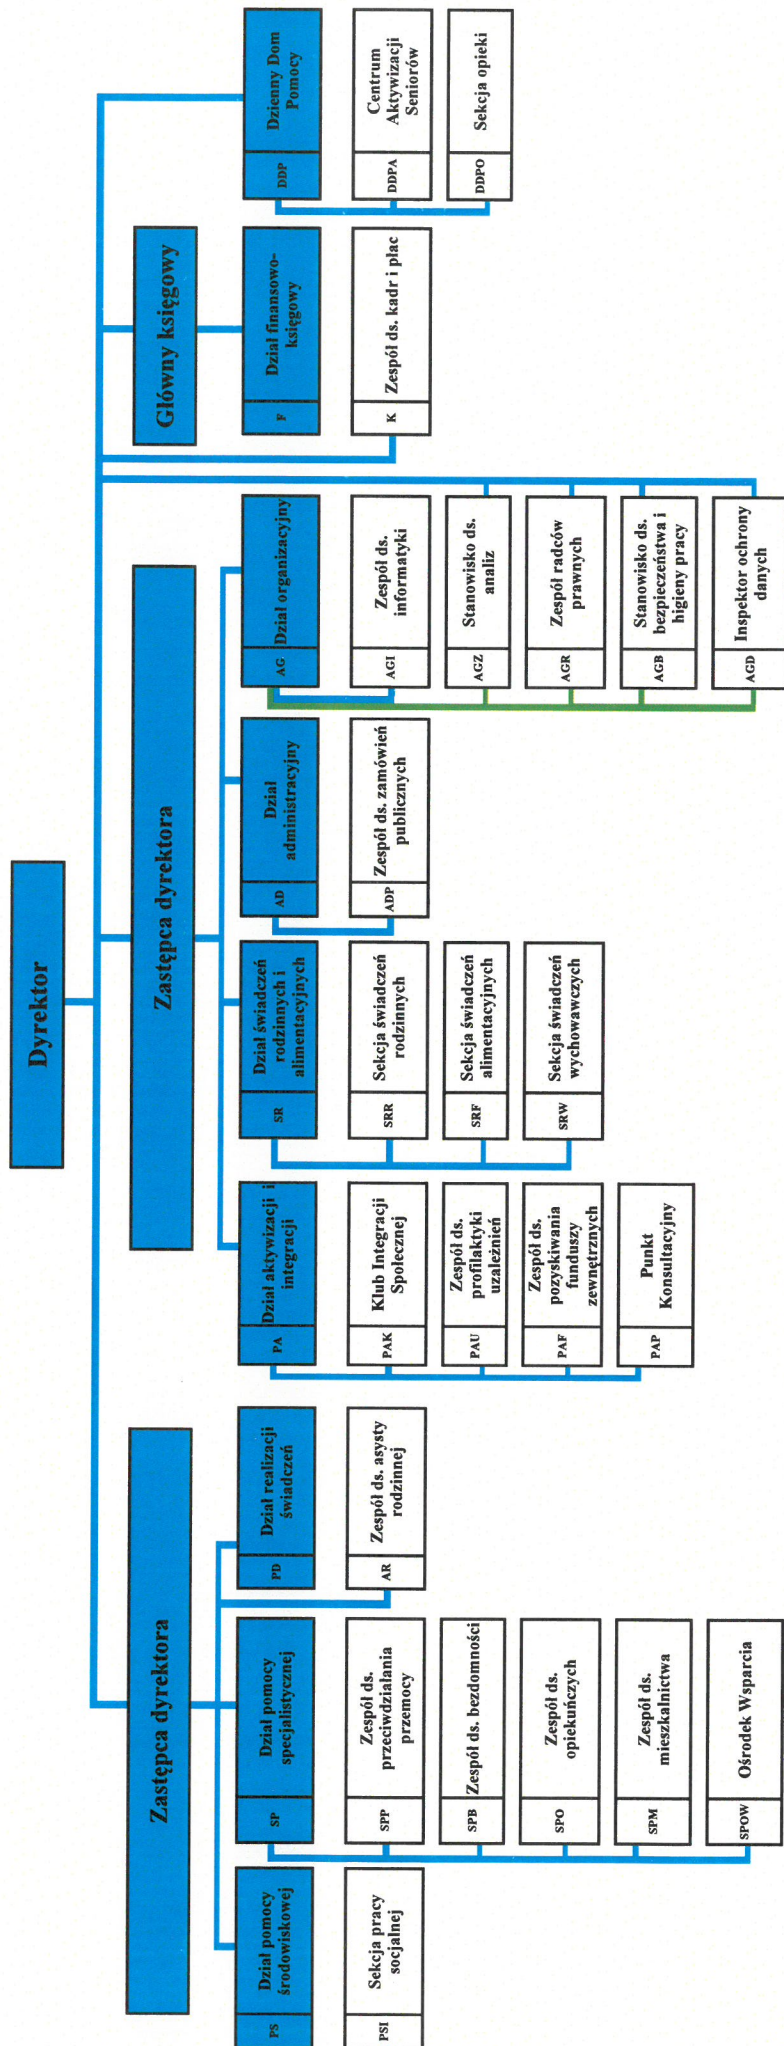 Dyrektor
Zastępca dyrektora
Zastępca dyrektora
Główny księgowy
PS
Dział pomocy
środowiskowej
PSI
Sekcja pracy
socjalnej
SP
Dział pomocy
specjalistycznej
SPP
Zespół ds.
przeciwdziałania
przemocy
SPB
Zespół ds. bezdomności
SPO
Zespół ds.
opiekuńczych
SPM
Zespół ds.
mieszkalnictwa
SPOW
Ośrodek Wsparcia
PD
Dział realizacji
świadczeń
AR
Zespół ds. asysty
rodzinnej
PA
Dział aktywizacji i
integracji
PAK
Klub Integracji
Społecznej
PAU
Zespół ds.
profilaktyki
uzależnień
PAF
Zespół ds.
pozyskiwania
funduszy
zewnętrznych
PAP
Punkt
Konsultacyjny
SR
Dział świadczeń
rodzinnych i
alimentacyjnych
SRR
Sekcja świadczeń
rodzinnych
SRF
Sekcja świadczeń
alimentacyjnych
SRW
Sekcja świadczeń
wychowawczych
AD
Dział
administracyjny
ADP
Zespół ds. zamówień
publicznych
AG
Dział organizacyjny
AGI
Zespół ds.
informatyki
AGZ
Stanowisko ds.
analiz
AGR
Zespół radców
prawnych
AGB
Stanowisko ds.
bezpieczeństwa i
higieny pracy
AGD
Inspektor ochrony
danych
F
Dział finansowo-
księgowy
K
Zespół ds. kadr i płac
DDP
Dzienny Dom
Pomocy
DDPA
Centrum
Aktywizacji
Seniorów
DDPO
Sekcja opieki